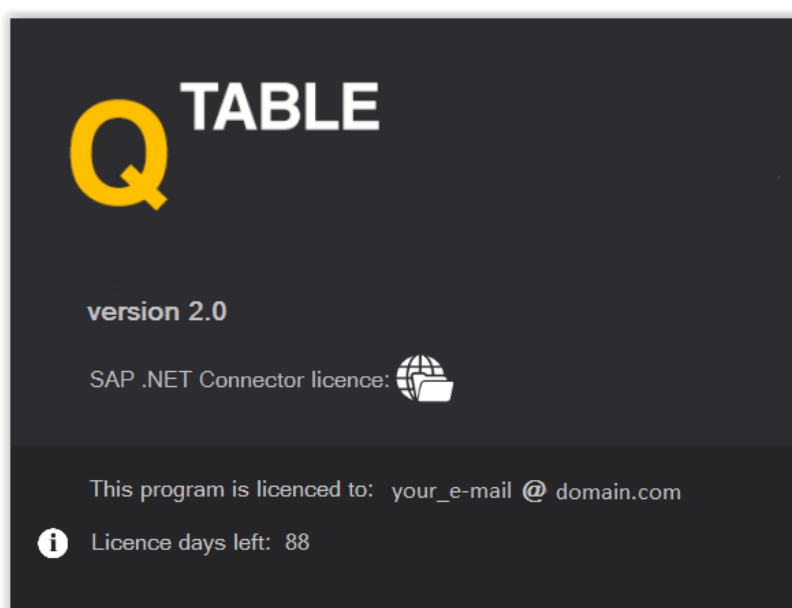 Q TABLE
version 2.0
SAP .NET Connector licence:
This program is licenced to: your_e-mail @ domain.com
i Licence days left: 88